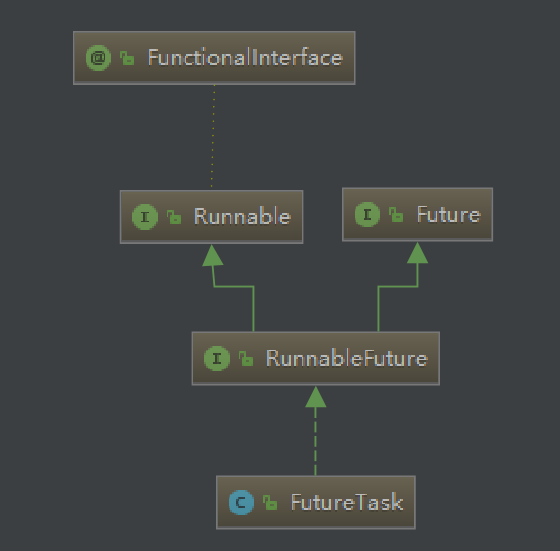 @ FunctionalInterface
I Runnable
I Future
I RunnableFuture
C FutureTask